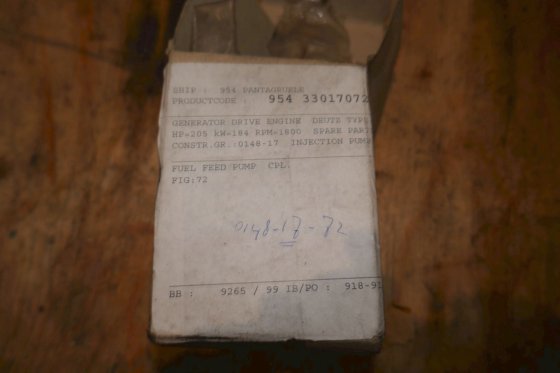 SHIP : 954 PANTAGRUELE
PRODUCTCODE : 954 33017072
GENERATOR DRIVE ENGINE DEUTZ TYPE
HP=205 kW=184 RPM=1800 SPARE PART
CONSTR.GR.:0148-17 INJECTION PUMP
FUEL FEED PUMP CPL.
FIG:72
0148-17-72
BB : 9265 / 99 IB/PO : 918-91